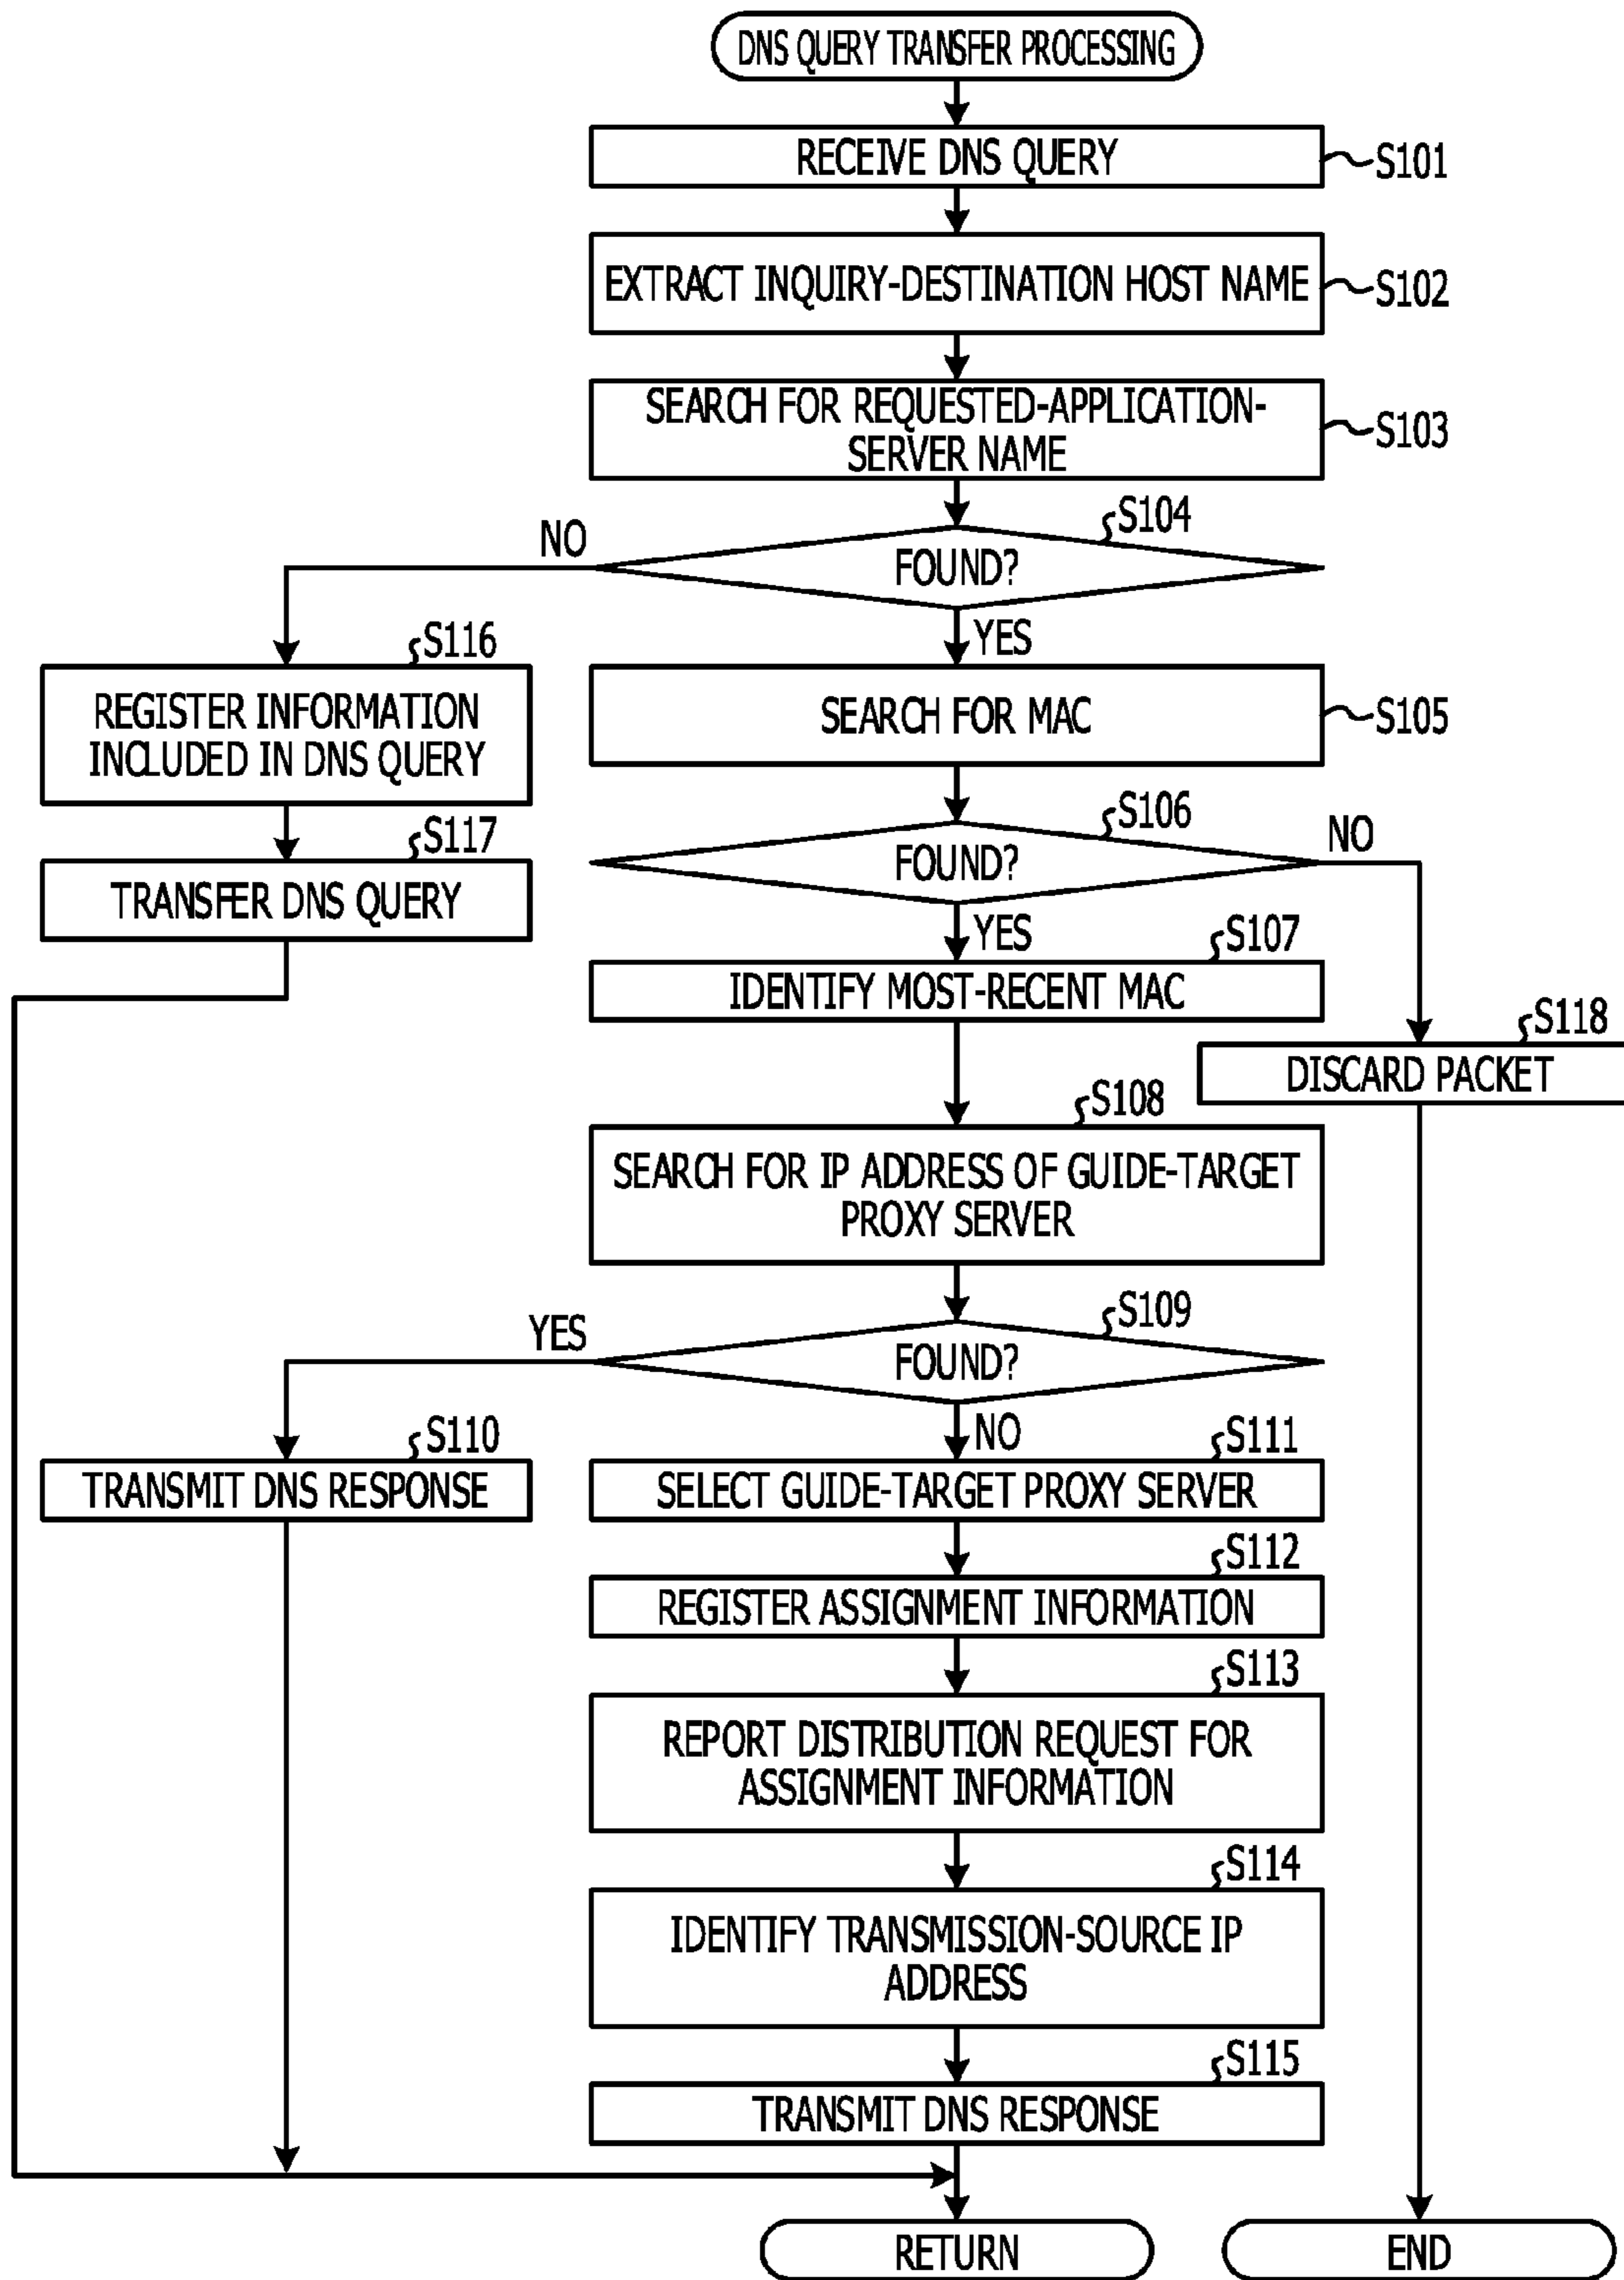 DNS QUERY TRANSFER PROCESSING
RECEIVE DNS QUERY
S101
EXTRACT INQUIRY-DESTINATION HOST NAME
S102
SEARCH FOR REQUESTED-APPLICATION-
SERVER NAME
S103
S104
NO
FOUND?
YES
S116
REGISTER INFORMATION
INCLUDED IN DNS QUERY
SEARCH FOR MAC
S105
S117
TRANSFER DNS QUERY
S106
NO
FOUND?
YES
S107
IDENTIFY MOST-RECENT MAC
S118
DISCARD PACKET
S108
SEARCH FOR IP ADDRESS OF GUIDE-TARGET
PROXY SERVER
S109
YES
FOUND?
NO
S110
TRANSMIT DNS RESPONSE
S111
SELECT GUIDE-TARGET PROXY SERVER
S112
REGISTER ASSIGNMENT INFORMATION
S113
REPORT DISTRIBUTION REQUEST FOR
ASSIGNMENT INFORMATION
S114
IDENTIFY TRANSMISSION-SOURCE IP
ADDRESS
S115
TRANSMIT DNS RESPONSE
RETURN
END